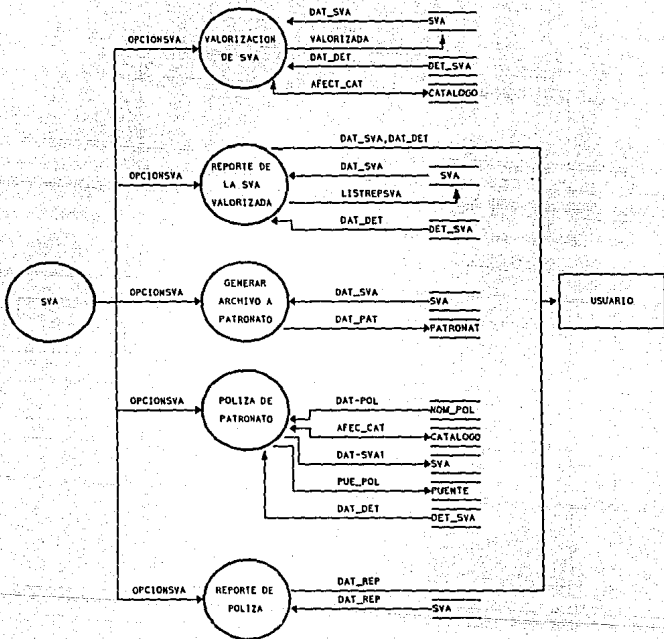 DAT_SVA
SVA
OPCIONSVA
VALORIZACION
DE SVA
VALORIZADA
DAT_DET
DET_SVA
AFECT_CAT
CATALOGO
DAT_SVA,DAT_DET
OPCIONSVA
REPORTE DE
LA SVA
VALORIZADA
DAT_SVA
SVA
LISTREPSVA
DAT_DET
DET_SVA
SVA
OPCIONSVA
GENERAR
ARCHIVO A
PATRONATO
DAT_SVA
SVA
DAT_PAT
PATRONAT
USUARIO
OPCIONSVA
POLIZA DE
PATRONATO
DAT-POL
NOM_POL
AFEC_CAT
CATALOGO
DAT-SVA1
SVA
PUE_POL
PUENTE
DAT_DET
DET_SVA
OPCIONSVA
REPORTE DE
POLIZA
DAT_REP
DAT_REP
SVA